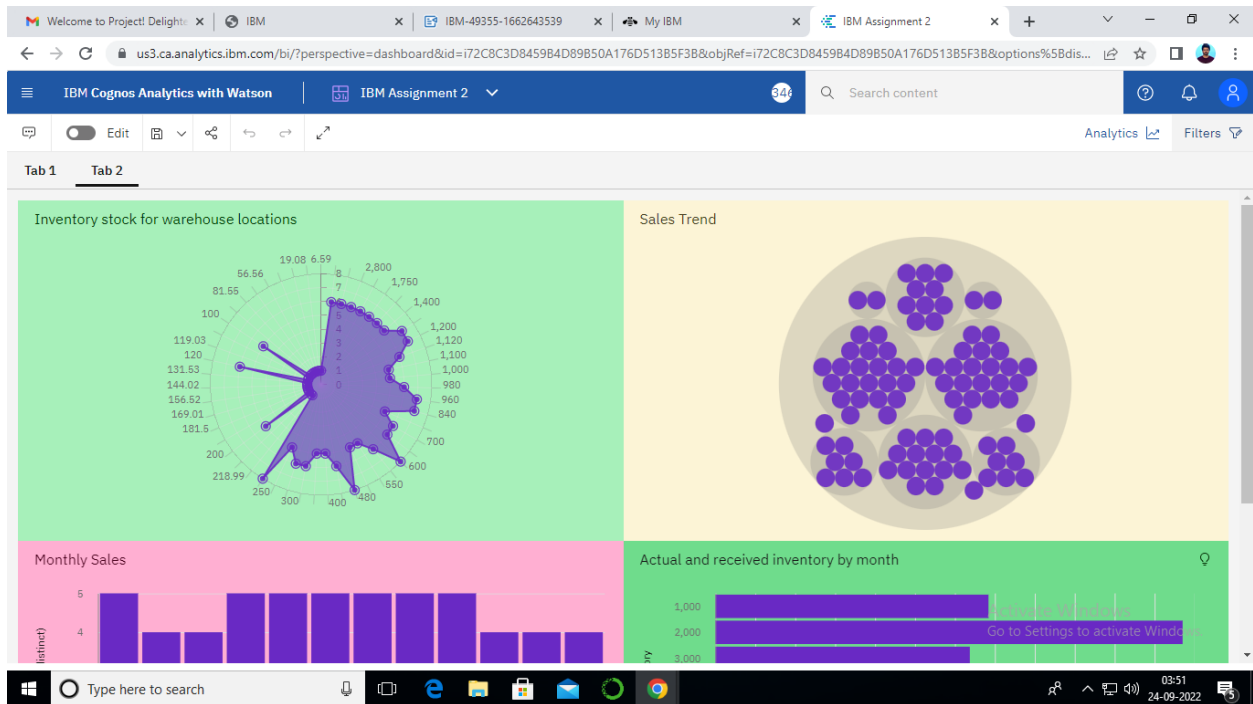 Welcome to Project! Delighte
IBM
IBM-49355-1662643539
My IBM
IBM Assignment 2
us3.ca.analytics.ibm.com/bi/?perspective=dashboard&id=i72C8C3D8459B4D89B50A176D513B5F3B&objRef=i72C8C3D8459B4D89B50A176D513B5F3B&options%5Bdis...
IBM Cognos Analytics with Watson
IBM Assignment 2
346
Search content
Edit
Analytics
Filters
Tab 1
Tab 2
Inventory stock for warehouse locations
6.59
2,800
1,750
1,400
1,200
1,120
1,100
1,000
980
960
840
700
600
550
480
400
300
250
218.99
200
181.5
169.01
156.52
144.02
131.53
120
119.03
100
81.55
56.56
19.08
8
7
5
4
3
2
1
0
Sales Trend
Monthly Sales
4
istinct)
Actual and received inventory by month
1,000
2,000
3,000
ory
Activate Windows
Go to Settings to activate Windows
Type here to search
03:51
24-09-2022
5